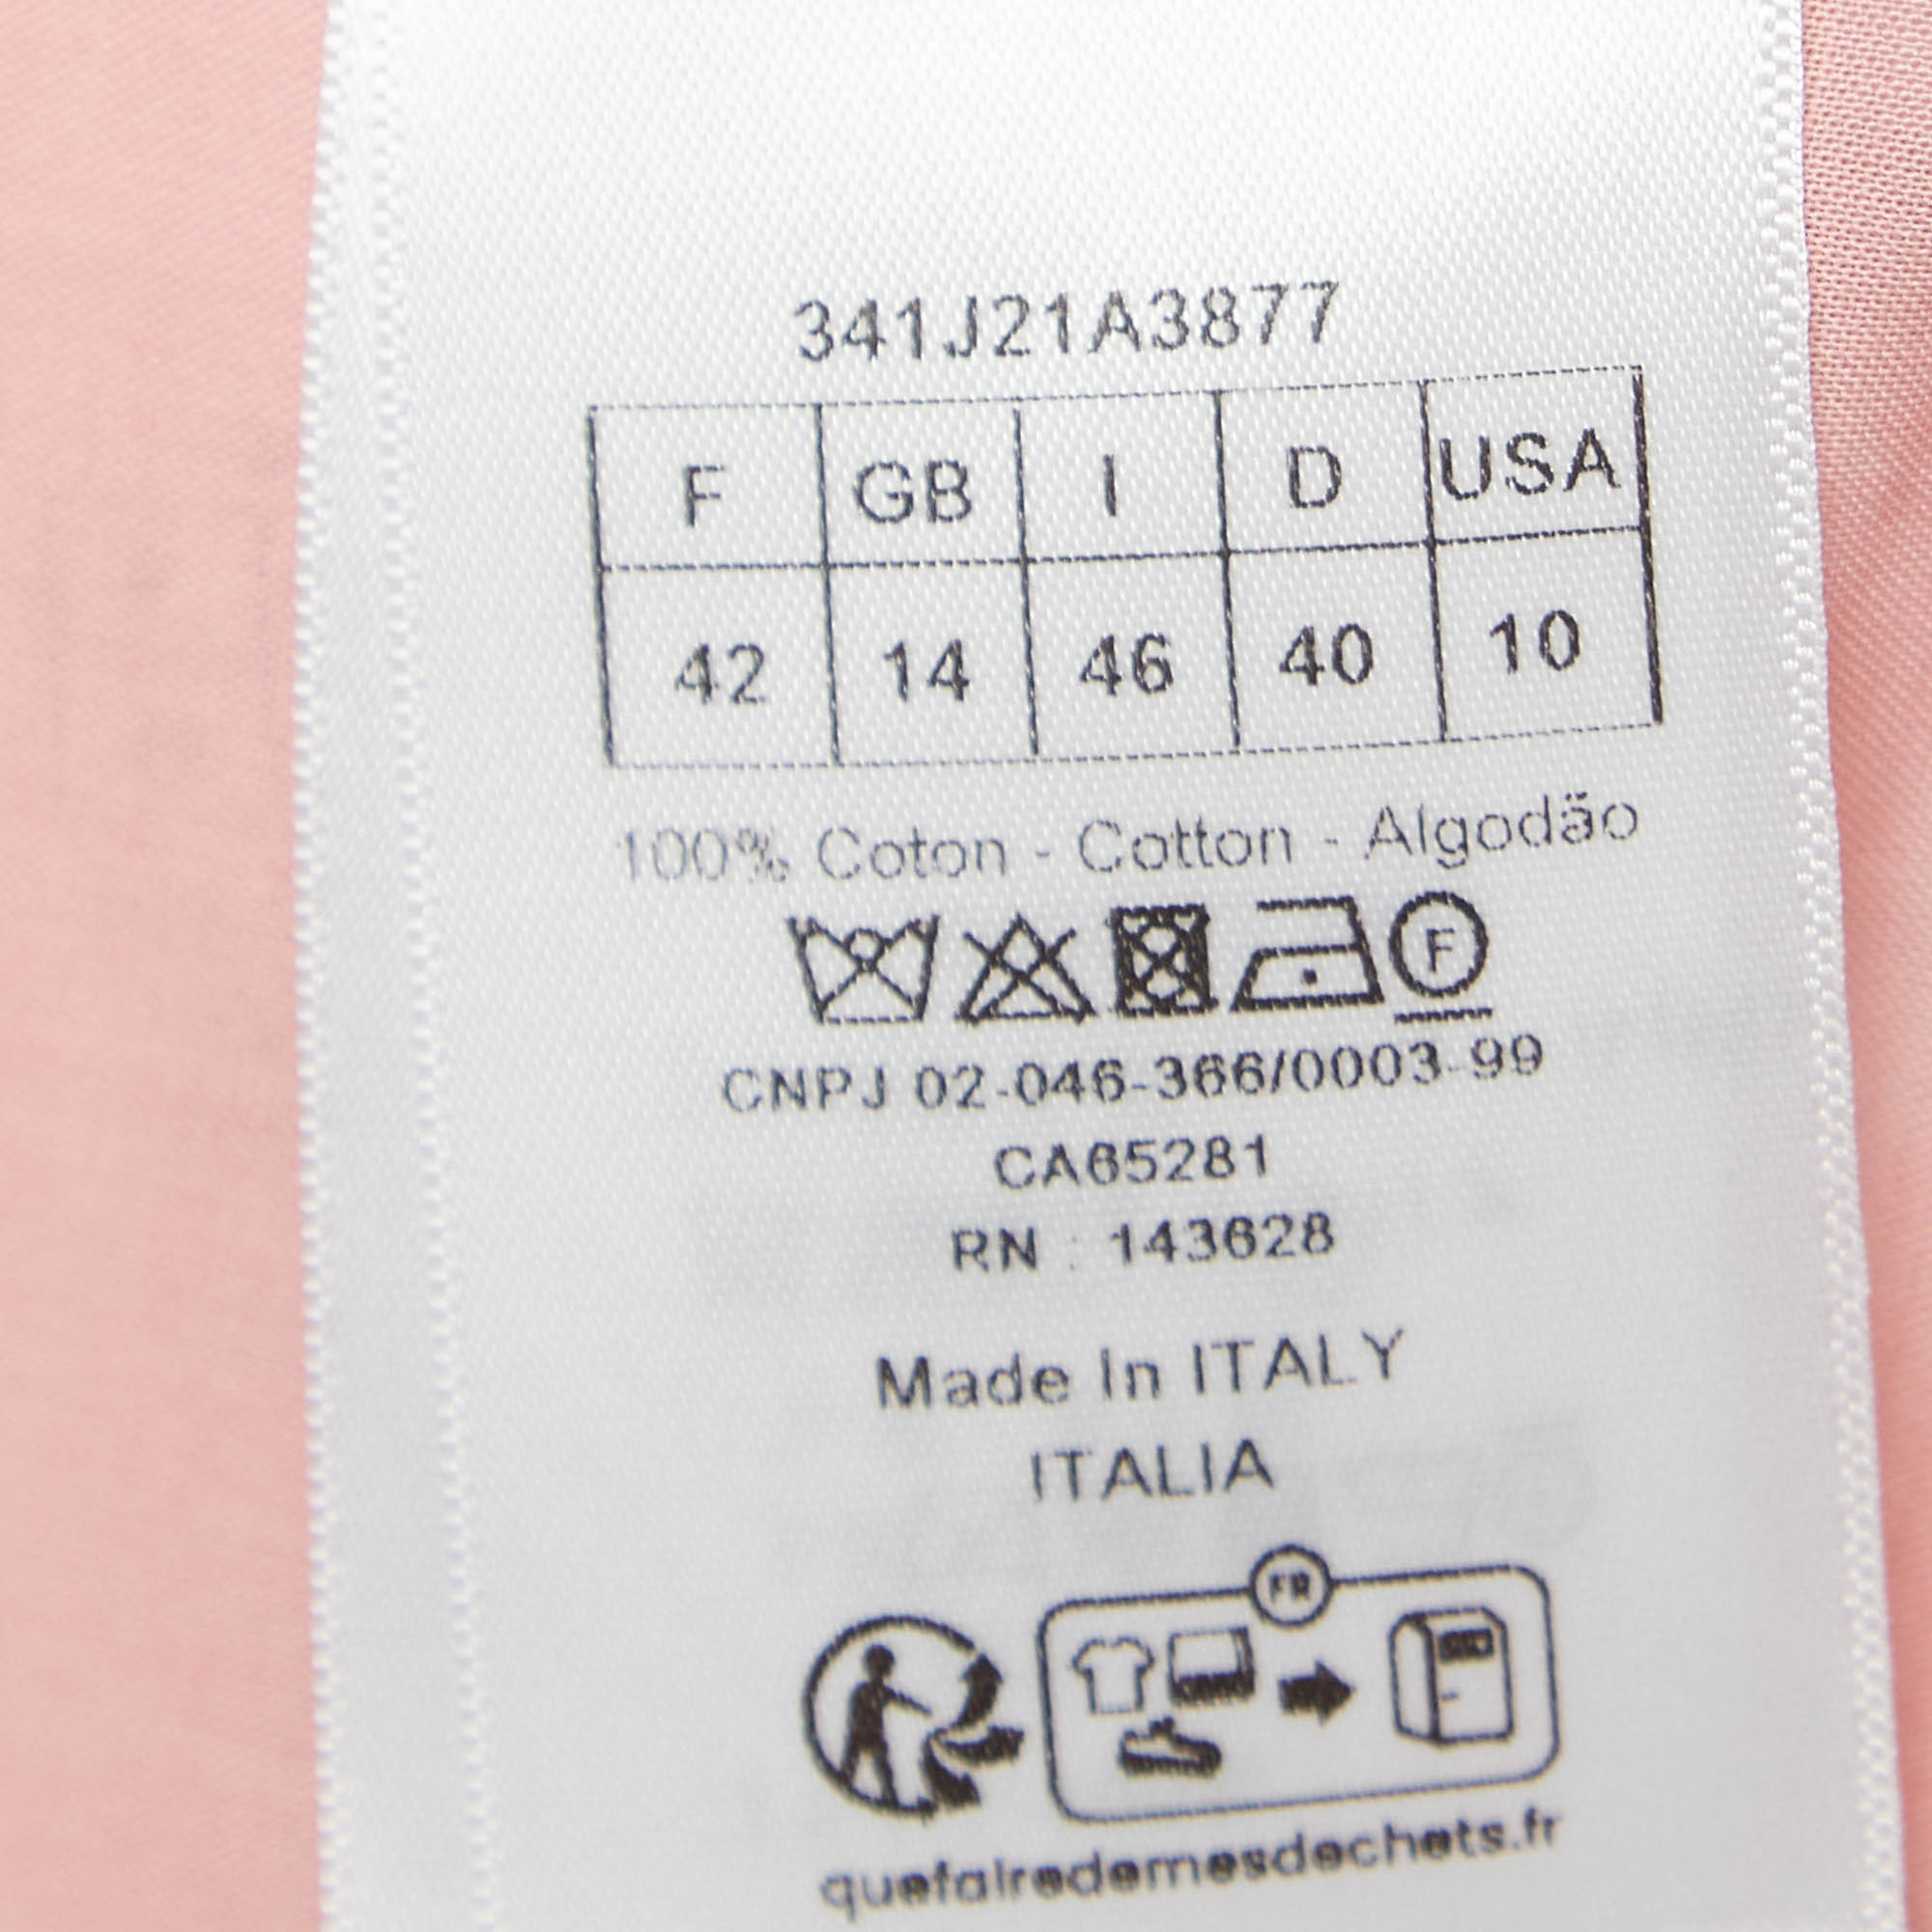 341J21A3877
F GB I D USA
42 14 46 40 10
100% Coton - Cotton - Algodäo
F
CNPJ 02-046-366/0003-99
CA65281
RN : 143628
Made In ITALY
ITALIA
FR
quefairedemesdechets.fr